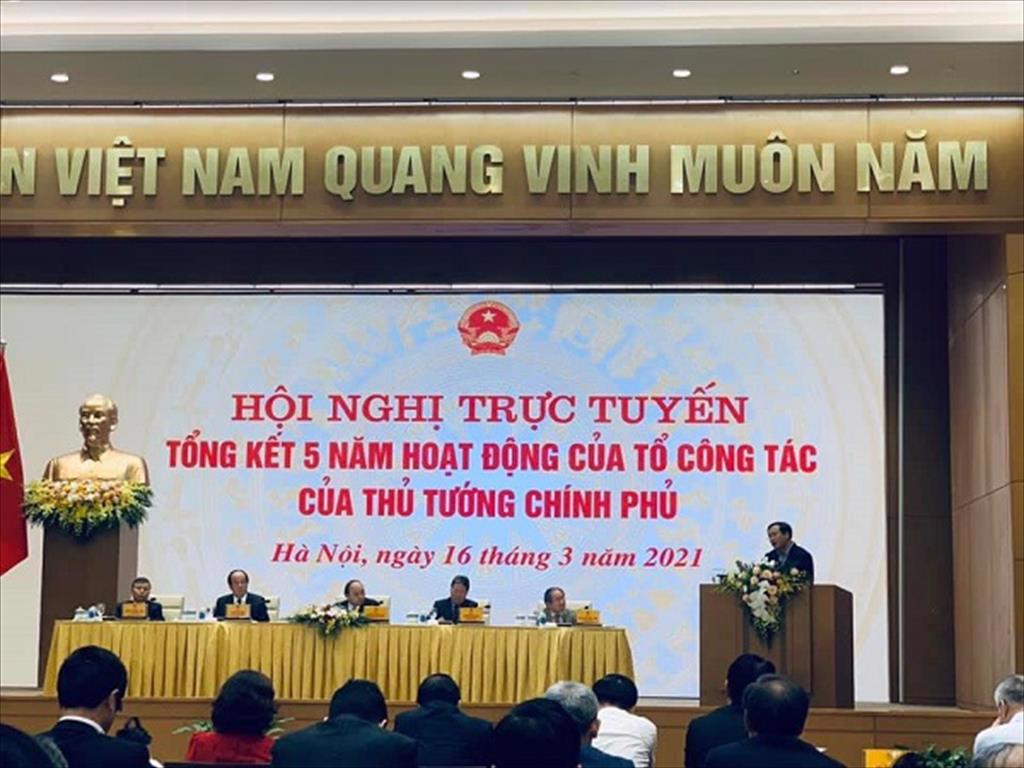 VIỆT NAM QUANG VINH MUÔN NĂM
HỘI NGHỊ TRỰC TUYẾN
TỔNG KẾT 5 NĂM HOẠT ĐỘNG CỦA TỔ CÔNG TÁC
CỦA THỦ TƯỚNG CHÍNH PHỦ
Hà Nội, ngày 16 tháng 3 năm 2021